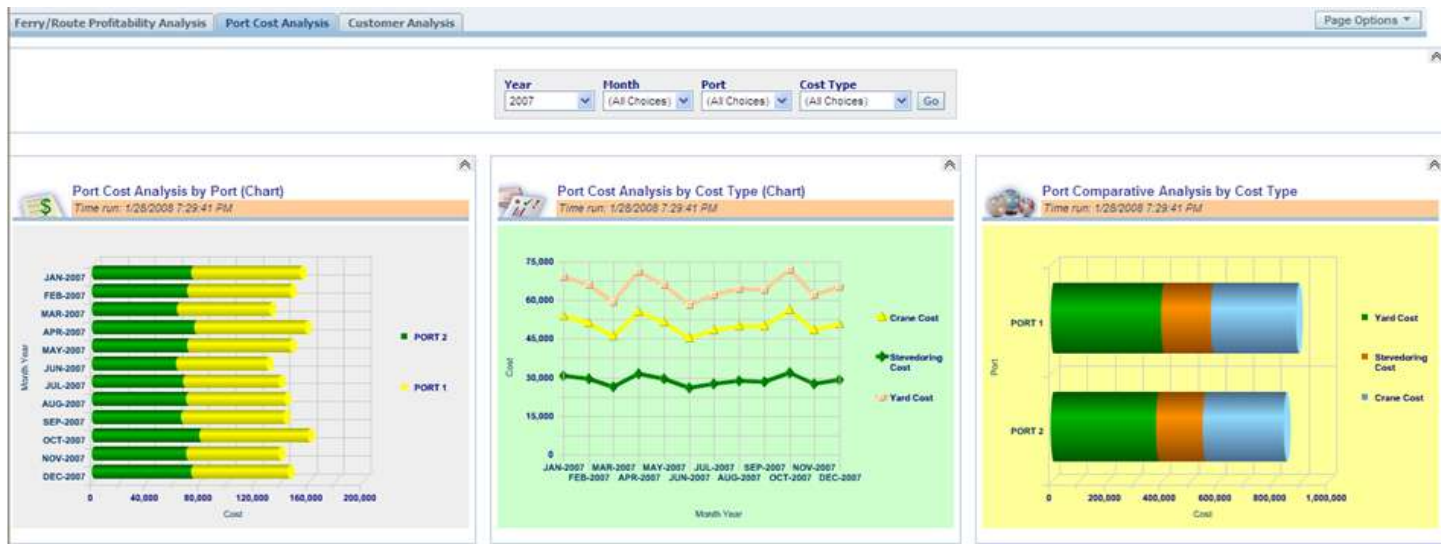 Ferry/Route Profitability Analysis Port Cost Analysis Customer Analysis Page Options
Year Month Port Cost Type
2007 (All Choices) (All Choices) (All Choices) Go
Port Cost Analysis by Port (Chart)
Time run: 1/28/2008 7:29:41 PM
JAN-2007
FEB-2007
MAR-2007
APR-2007
MAY-2007
JUN-2007
JUL-2007
AUG-2007
SEP-2007
OCT-2007
NOV-2007
DEC-2007
Month Year
0 40,000 80,000 120,000 160,000 200,000
Cost
PORT 2
PORT 1
Port Cost Analysis by Cost Type (Chart)
Time run: 1/28/2008 7:29:41 PM
75,000
60,000
45,000
30,000
15,000
0
Cost
JAN-2007 MAR-2007 MAY-2007 JUL-2007 SEP-2007 NOV-2007
FEB-2007 APR-2007 JUN-2007 AUG-2007 OCT-2007 DEC-2007
Month Year
Crane Cost
Stevedoring
Cost
Yard Cost
Port Comparative Analysis by Cost Type
Time run: 1/28/2008 7:29:41 PM
PORT 1
PORT 2
Port
0 200,000 400,000 600,000 800,000 1,000,000
Cost
Yard Cost
Stevedoring
Cost
Crane Cost